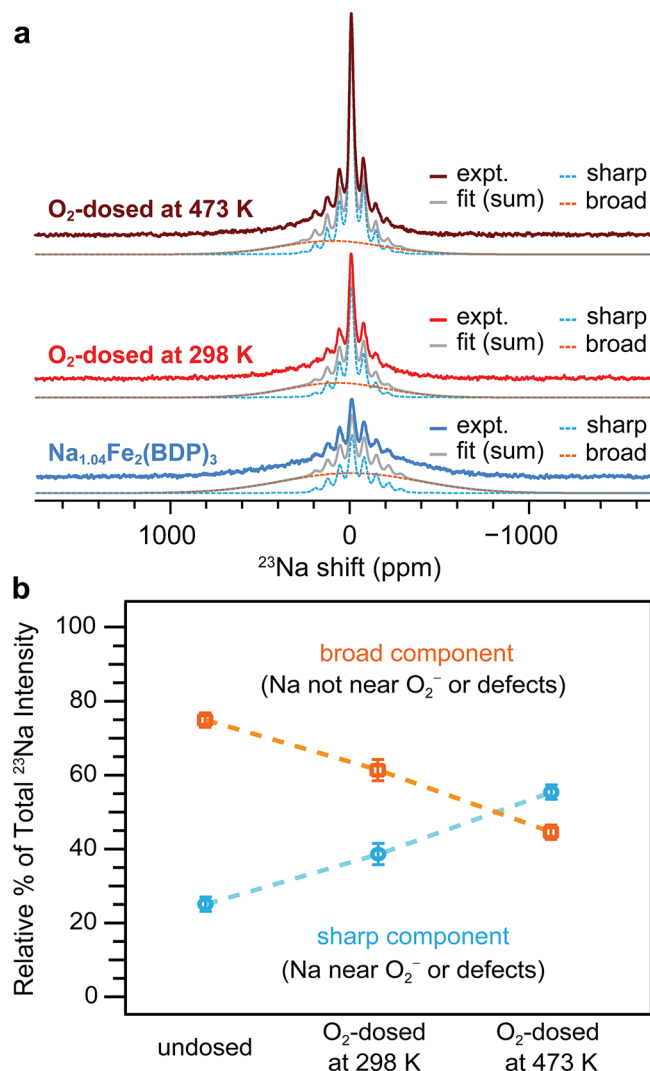 a
O₂-dosed at 473 K
expt.
fit (sum)
sharp
broad
O₂-dosed at 298 K
expt.
fit (sum)
sharp
broad
Na₁.₀₄Fe₂(BDP)₃
expt.
fit (sum)
sharp
broad
1000 0 −1000
²³Na shift (ppm)
b
Relative % of Total ²³Na Intensity
100
80
60
40
20
0
broad component
(Na not near O₂⁻ or defects)
sharp component
(Na near O₂⁻ or defects)
undosed
O₂-dosed
at 298 K
O₂-dosed
at 473 K